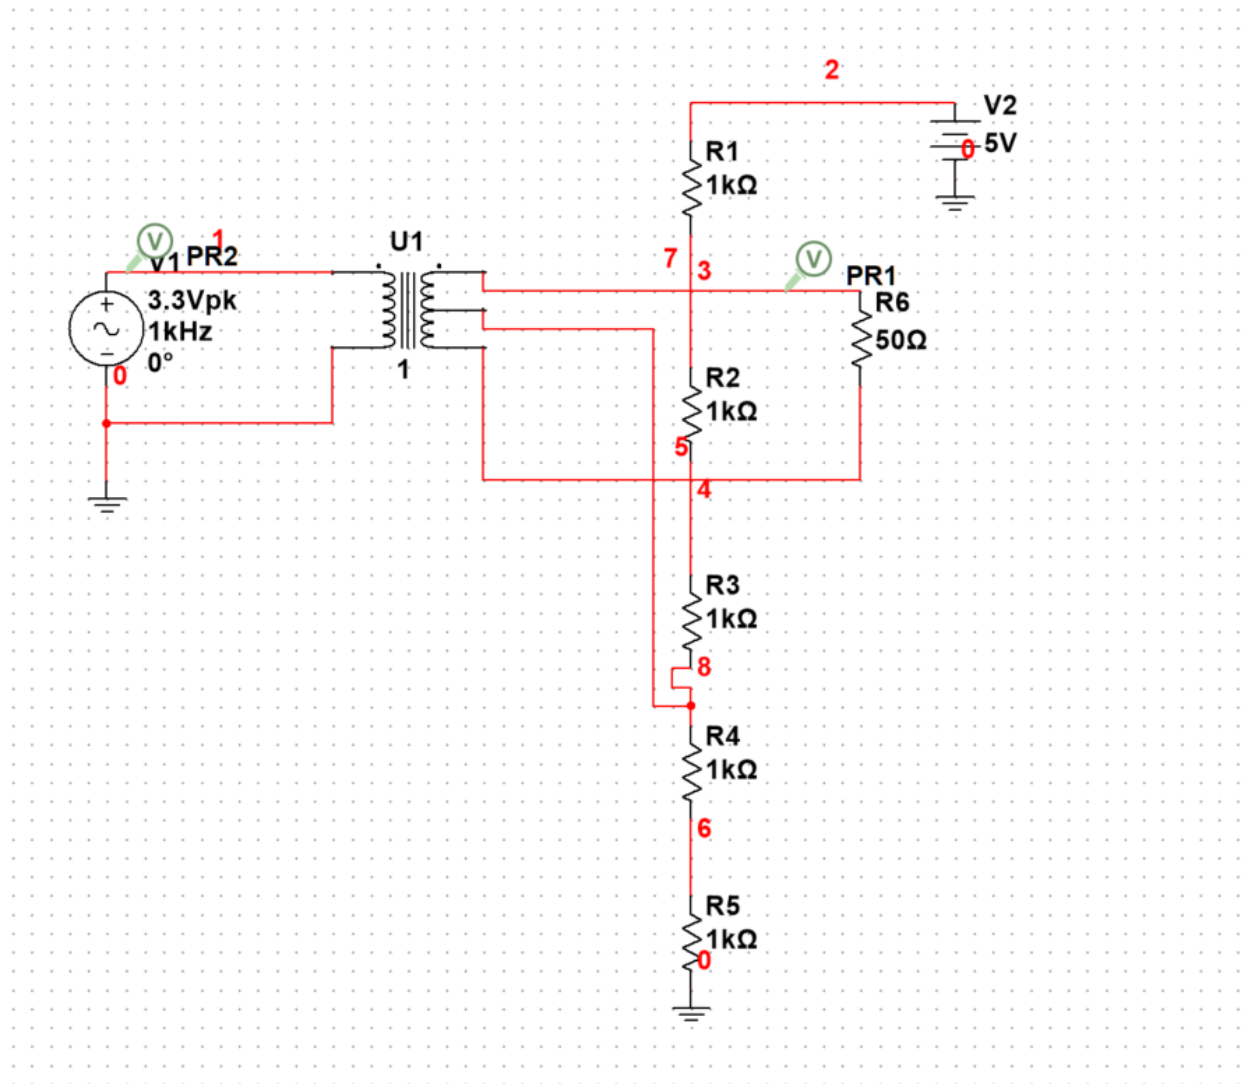 2
V2
0
5V
R1
1kΩ
V
1
V1
PR2
3.3Vpk
1kHz
0°
+
−
0
U1
1
7
3
V
PR1
R6
50Ω
R2
1kΩ
5
4
R3
1kΩ
8
R4
1kΩ
6
R5
1kΩ
0